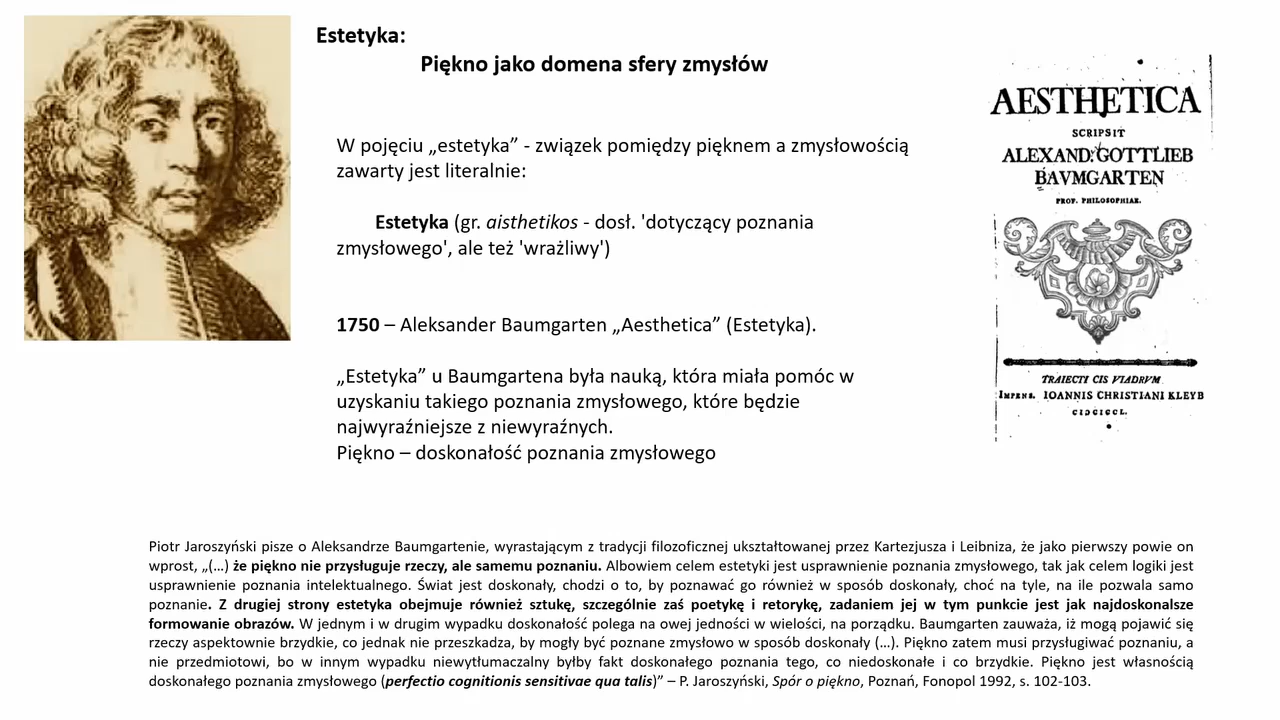 Estetyka:
Piękno jako domena sfery zmysłów
W pojęciu „estetyka” - związek pomiędzy pięknem a zmysłowością
zawarty jest literalnie:
Estetyka (gr. aisthetikos - dosł. 'dotyczący poznania
zmysłowego', ale też 'wrażliwy')
1750 – Aleksander Baumgarten „Aesthetica” (Estetyka).
„Estetyka” u Baumgartena była nauką, która miała pomóc w
uzyskaniu takiego poznania zmysłowego, które będzie
najwyraźniejsze z niewyraźnych.
Piękno – doskonałość poznania zmysłowego
AESTHETICA
SCRIPSIT
ALEXAND. GOTTLIEB
BAVMGARTEN
PROF. PHILOSOPHIAE.
TRAIECTI CIS VIADRVM
IMPENS. IOANNIS CHRISTIANI KLEYB
CIƆIƆCCL.
Piotr Jaroszyński pisze o Aleksandrze Baumgartenie, wyrastającym z tradycji filozoficznej ukształtowanej przez Kartezjusza i Leibniza, że jako pierwszy powie on
wprost, „(…) że piękno nie przysługuje rzeczy, ale samemu poznaniu. Albowiem celem estetyki jest usprawnienie poznania zmysłowego, tak jak celem logiki jest
usprawnienie poznania intelektualnego. Świat jest doskonały, chodzi o to, by poznawać go również w sposób doskonały, choć na tyle, na ile pozwala samo
poznanie. Z drugiej strony estetyka obejmuje również sztukę, szczególnie zaś poetykę i retorykę, zadaniem jej w tym punkcie jest jak najdoskonalsze
formowanie obrazów. W jednym i w drugim wypadku doskonałość polega na owej jedności w wielości, na porządku. Baumgarten zauważa, iż mogą pojawić się
rzeczy aspektownie brzydkie, co jednak nie przeszkadza, by mogły być poznane zmysłowo w sposób doskonały (…). Piękno zatem musi przysługiwać poznaniu, a
nie przedmiotowi, bo w innym wypadku niewytłumaczalny byłby fakt doskonałego poznania tego, co niedoskonałe i co brzydkie. Piękno jest własnością
doskonałego poznania zmysłowego (perfectio cognitionis sensitivae qua talis)” – P. Jaroszyński, Spór o piękno, Poznań, Fonopol 1992, s. 102-103.